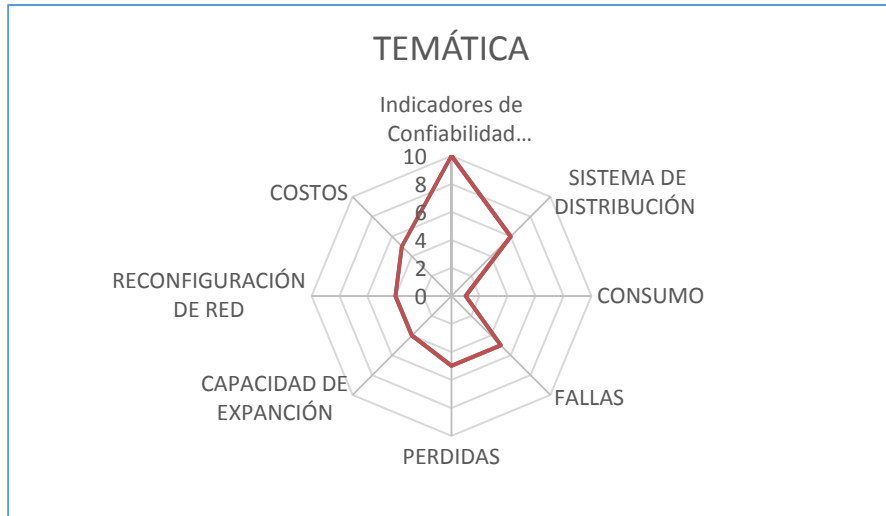 TEMÁTICA
Indicadores de
Confiabilidad...
SISTEMA DE
DISTRIBUCIÓN
CONSUMO
FALLAS
PERDIDAS
CAPACIDAD DE
EXPANCIÓN
RECONFIGURACIÓN
DE RED
COSTOS
10
8
6
4
2
0